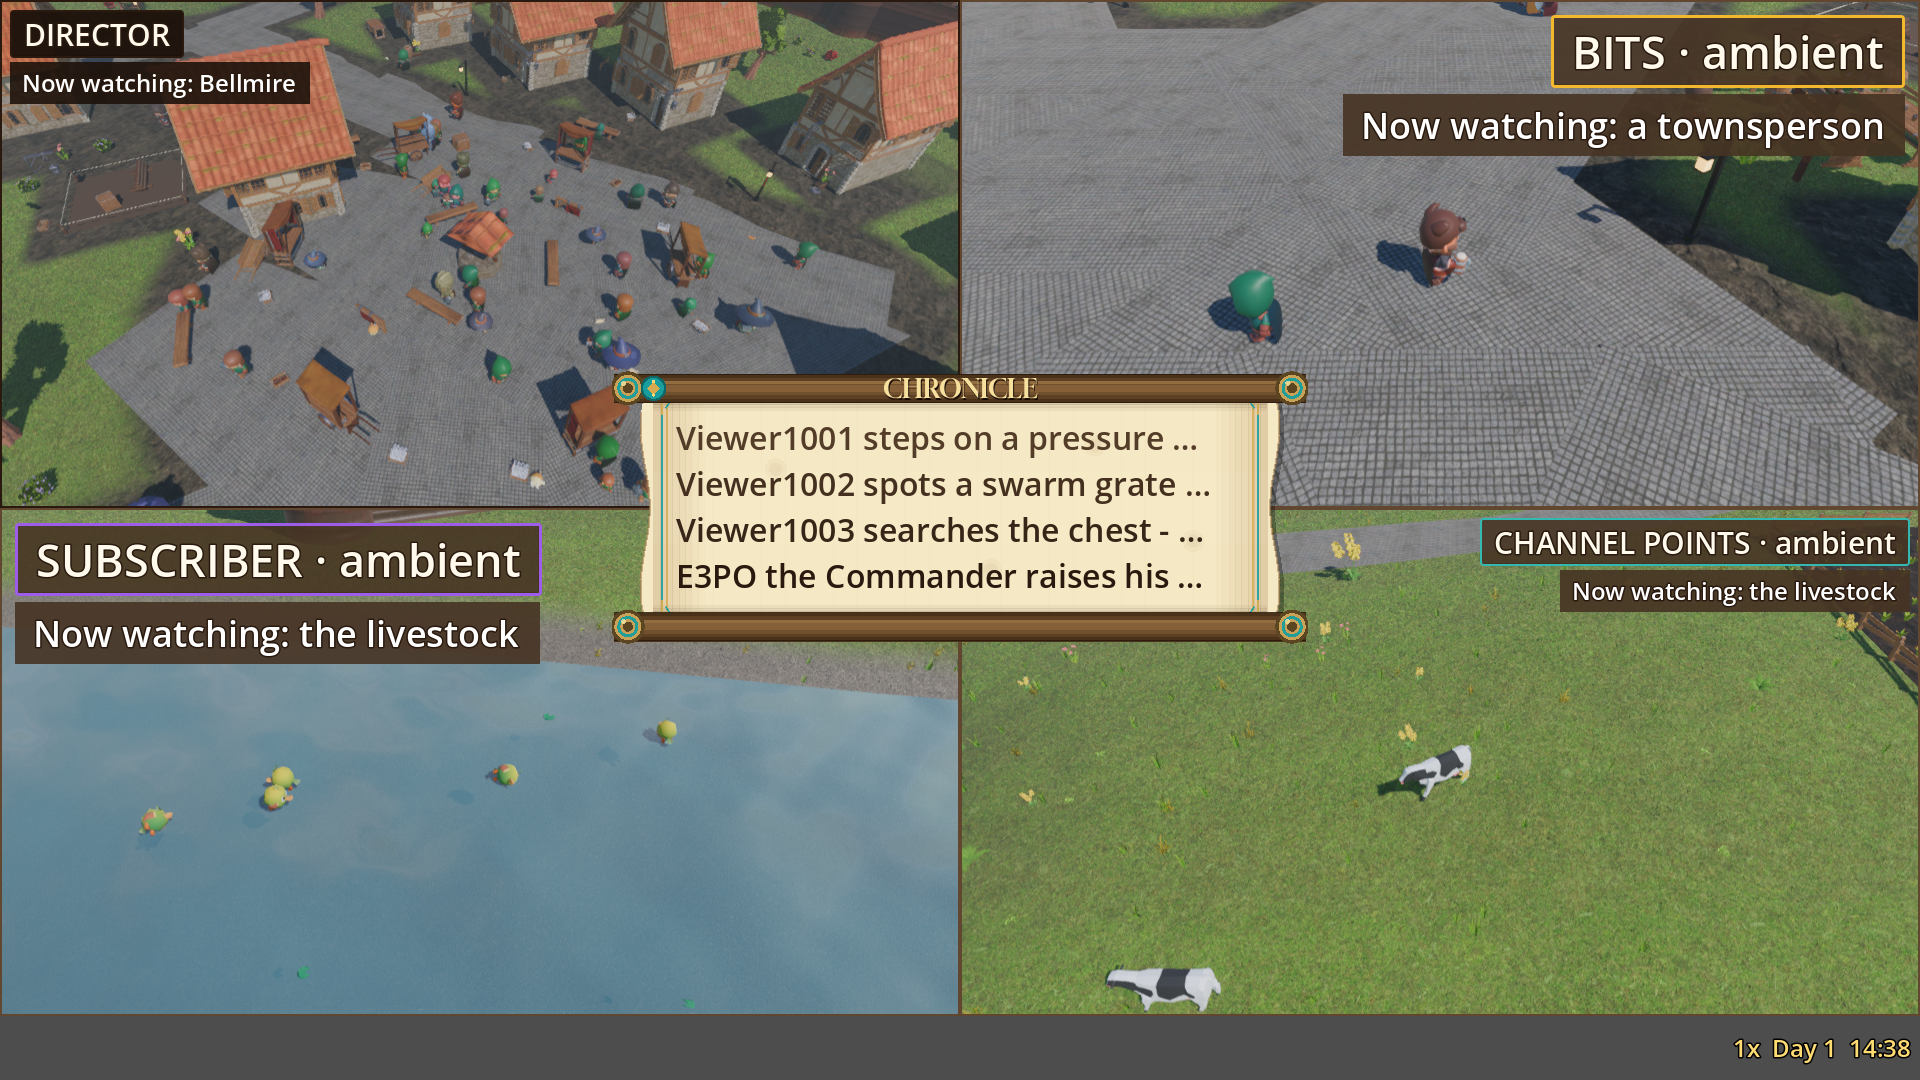 DIRECTOR
Now watching: Bellmire
BITS · ambient
Now watching: a townsperson
CHRONICLE
Viewer1001 steps on a pressure ...
Viewer1002 spots a swarm grate ...
Viewer1003 searches the chest - ...
E3PO the Commander raises his ...
SUBSCRIBER · ambient
Now watching: the livestock
CHANNEL POINTS · ambient
Now watching: the livestock
1x Day 1 14:38